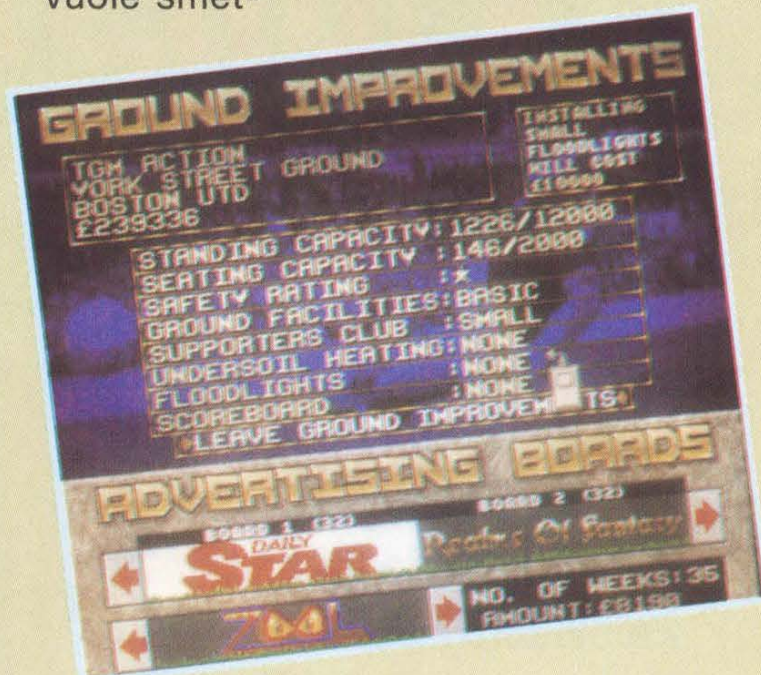 vuole smet-
GROUND IMPROVEMENTS
TGM ACTION
YORK STREET GROUND
BOSTON UTD
£239336
INSTALLING
SMALL
FLOODLIGHTS
WILL COST
£10000
STANDING CAPACITY:1226/12000
SEATING CAPACITY :146/2000
SAFETY RATING :*
GROUND FACILITIES:BASIC
SUPPORTERS CLUB :SMALL
UNDERSOIL HEATING:NONE
FLOODLIGHTS :NONE
SCOREBOARD :NONE
LEAVE GROUND IMPROVEMENTS
ADVERTISING BOARDS
BOARD 1 (32)
BOARD 2 (32)
DAILY
STAR
Realms Of Fantasy
ZOOL
NO. OF WEEKS:35
AMOUNT: